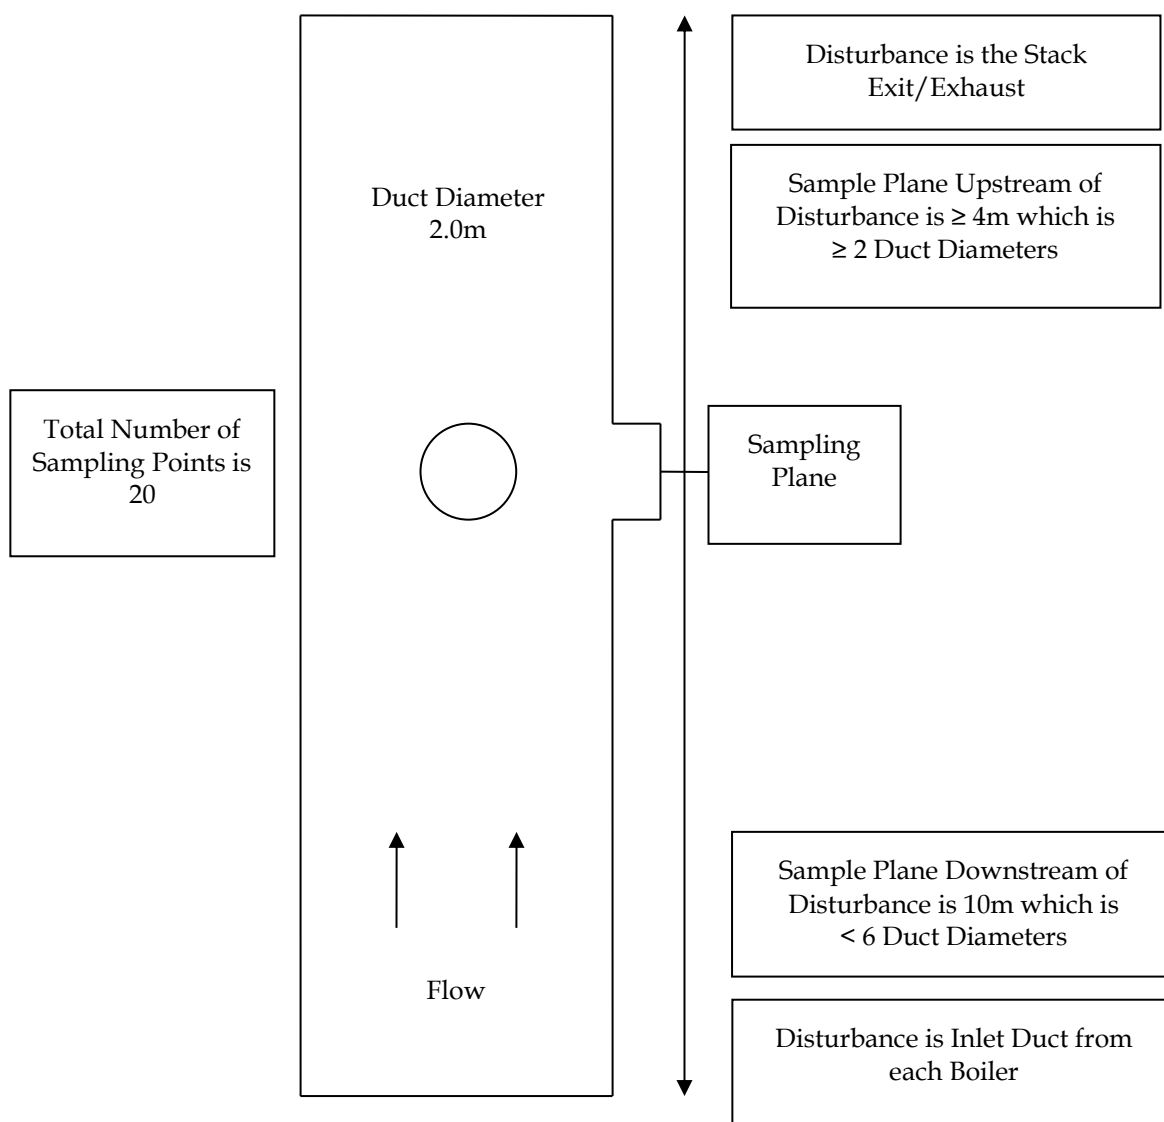 Disturbance is the Stack
Exit/Exhaust
Duct Diameter
2.0m
Sample Plane Upstream of
Disturbance is ≥ 4m which is
≥ 2 Duct Diameters
Total Number of
Sampling Points is
20
Sampling
Plane
Sample Plane Downstream of
Disturbance is 10m which is
< 6 Duct Diameters
Flow
Disturbance is Inlet Duct from
each Boiler